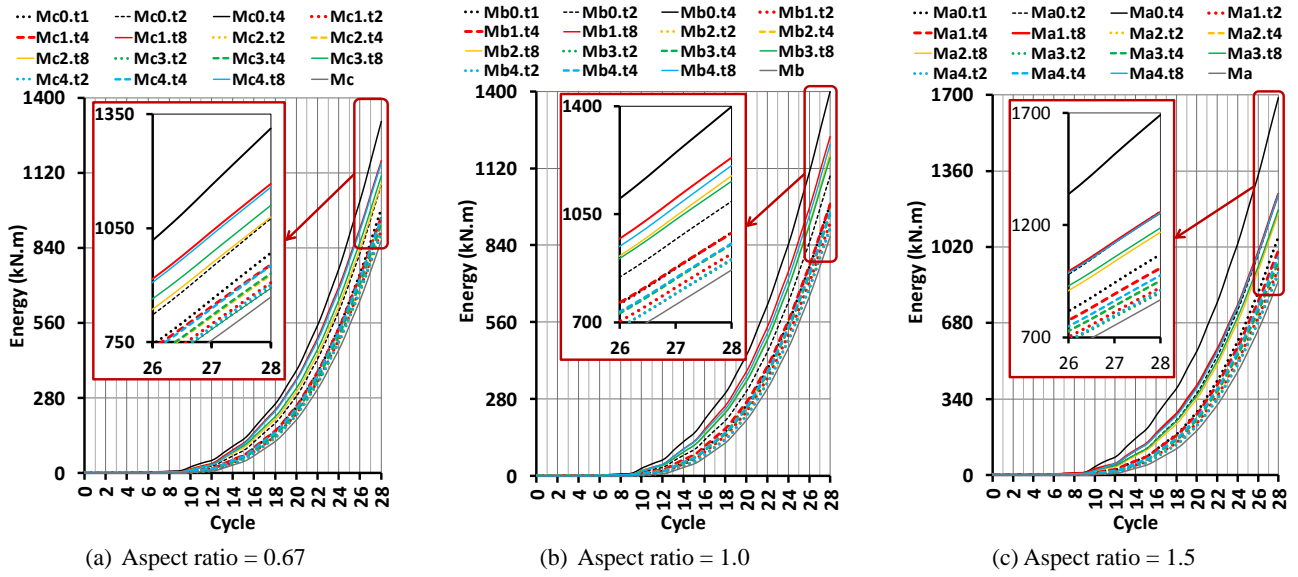 Mc0.t1 Mc0.t2 Mc0.t4 Mc1.t2
Mc1.t4 Mc1.t8 Mc2.t2 Mc2.t4
Mc2.t8 Mc3.t2 Mc3.t4 Mc3.t8
Mc4.t2 Mc4.t4 Mc4.t8 Mc
1400
1120
840
560
280
0
Energy (kN.m)
1350
1050
750
26 27 28
0 2 4 6 8 10 12 14 16 18 20 22 24 26 28
Cycle
(a) Aspect ratio = 0.67
Mb0.t1 Mb0.t2 Mb0.t4 Mb1.t2
Mb1.t4 Mb1.t8 Mb2.t2 Mb2.t4
Mb2.t8 Mb3.t2 Mb3.t4 Mb3.t8
Mb4.t2 Mb4.t4 Mb4.t8 Mb
1400
1120
840
560
280
0
Energy (kN.m)
1400
1050
700
26 27 28
0 2 4 6 8 10 12 14 16 18 20 22 24 26 28
Cycle
(b) Aspect ratio = 1.0
Ma0.t1 Ma0.t2 Ma0.t4 Ma1.t2
Ma1.t4 Ma1.t8 Ma2.t2 Ma2.t4
Ma2.t8 Ma3.t2 Ma3.t4 Ma3.t8
Ma4.t2 Ma4.t4 Ma4.t8 Ma
1700
1360
1020
680
340
0
Energy (kN.m)
1700
1200
700
26 27 28
0 2 4 6 8 10 12 14 16 18 20 22 24 26 28
Cycle
(c) Aspect ratio = 1.5